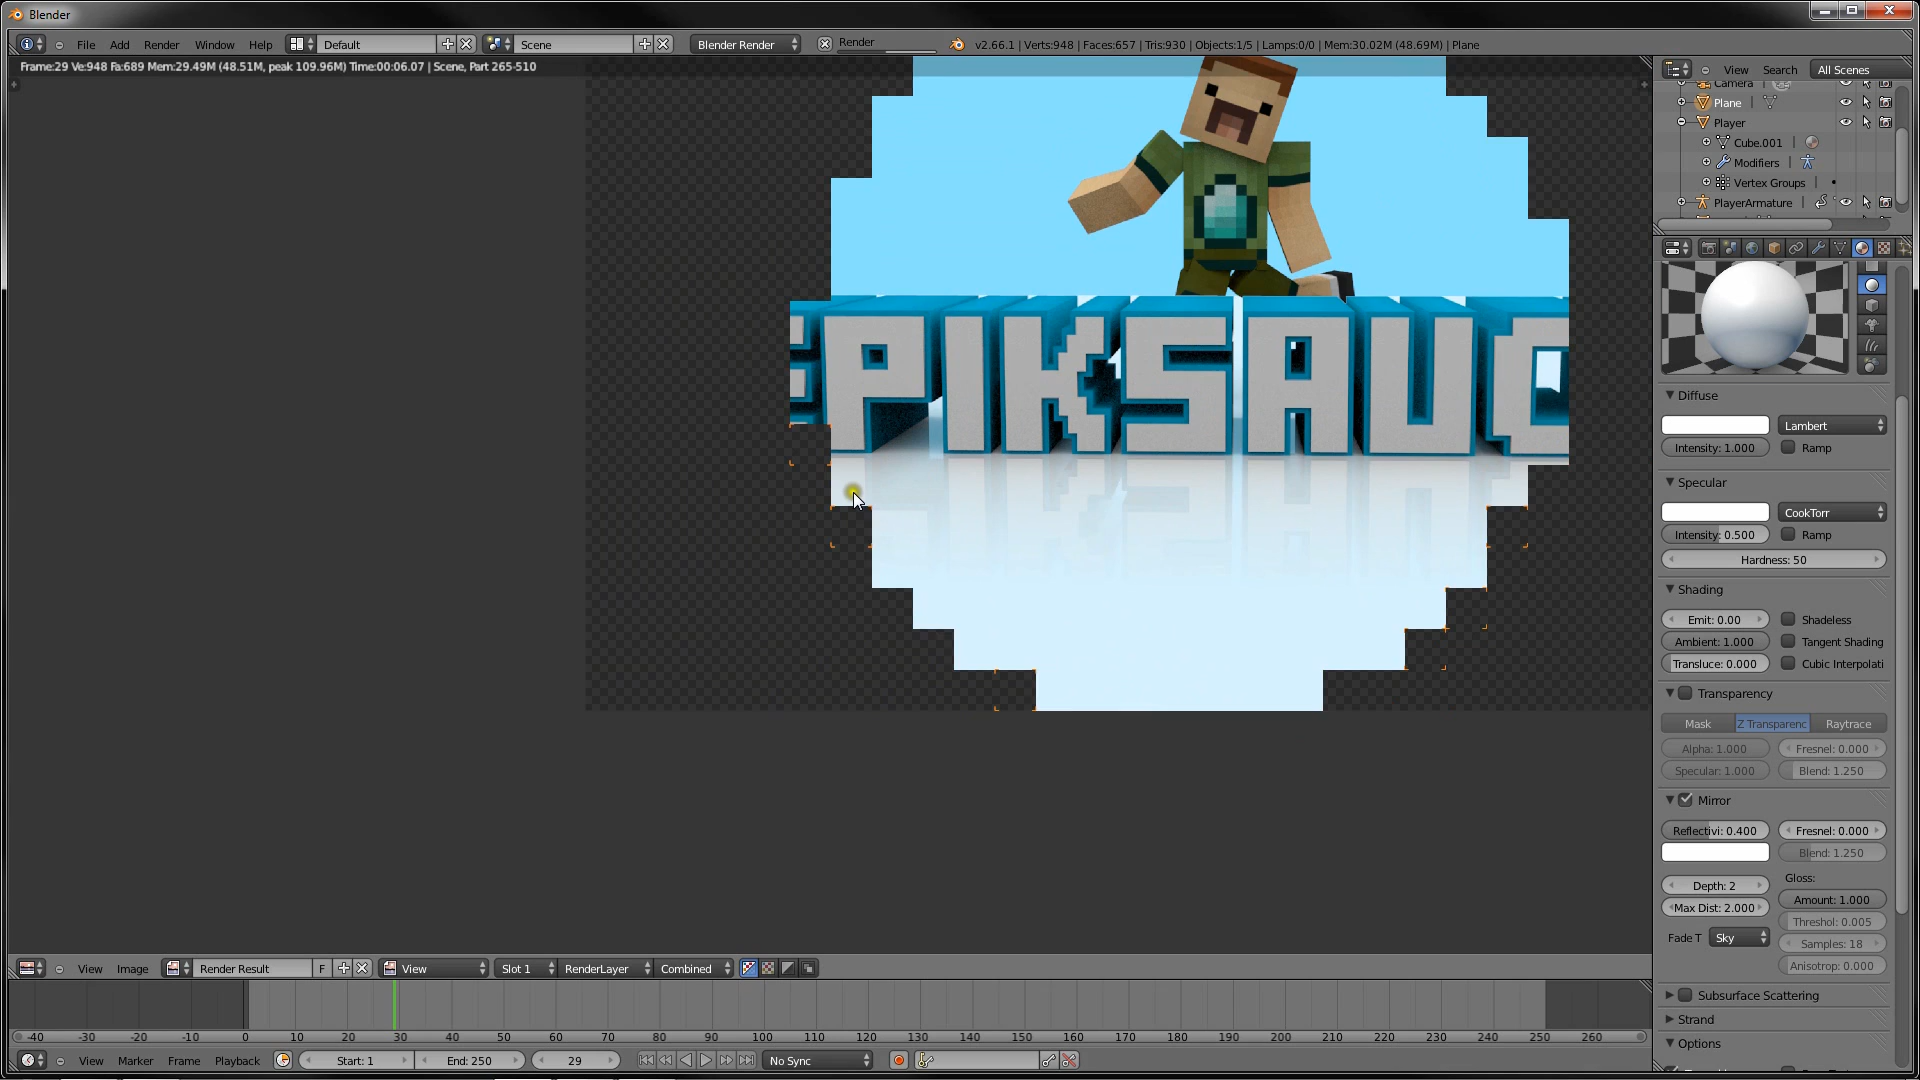 Blender
File Add Render Window Help Default Scene Blender Render Render v2.66.1 | Verts:948 | Faces:657 | Tris:930 | Objects:1/5 | Lamps:0/0 | Mem:30.02M (48.69M) | Plane
Frame:29 Ve:948 Fa:689 Mem:29.49M (48.51M, peak 109.96M) Time:00:06.07 | Scene, Part 265-510
EPIKSAUC
View Search All Scenes
Camera
Plane
Player
Cube.001
Modifiers
Vertex Groups
PlayerArmature
Diffuse
Lambert
Intensity: 1.000 Ramp
Specular
CookTorr
Intensity: 0.500 Ramp
Hardness: 50
Shading
Emit: 0.00 Shadeless
Ambient: 1.000 Tangent Shading
Transluce: 0.000 Cubic Interpolati
Transparency
Mask Z Transparenc Raytrace
Alpha: 1.000 Fresnel: 0.000
Specular: 1.000 Blend: 1.250
Mirror
Reflectivi: 0.400 Fresnel: 0.000
Blend: 1.250
Depth: 2 Gloss:
Amount: 1.000
Max Dist: 2.000 Threshol: 0.005
Fade T Sky Samples: 18
Anisotrop: 0.000
Subsurface Scattering
Strand
Options
View Image Render Result F View Slot 1 RenderLayer Combined
-40 -30 -20 -10 0 10 20 30 40 50 60 70 80 90 100 110 120 130 140 150 160 170 180 190 200 210 220 230 240 250 260
View Marker Frame Playback Start: 1 End: 250 29 No Sync